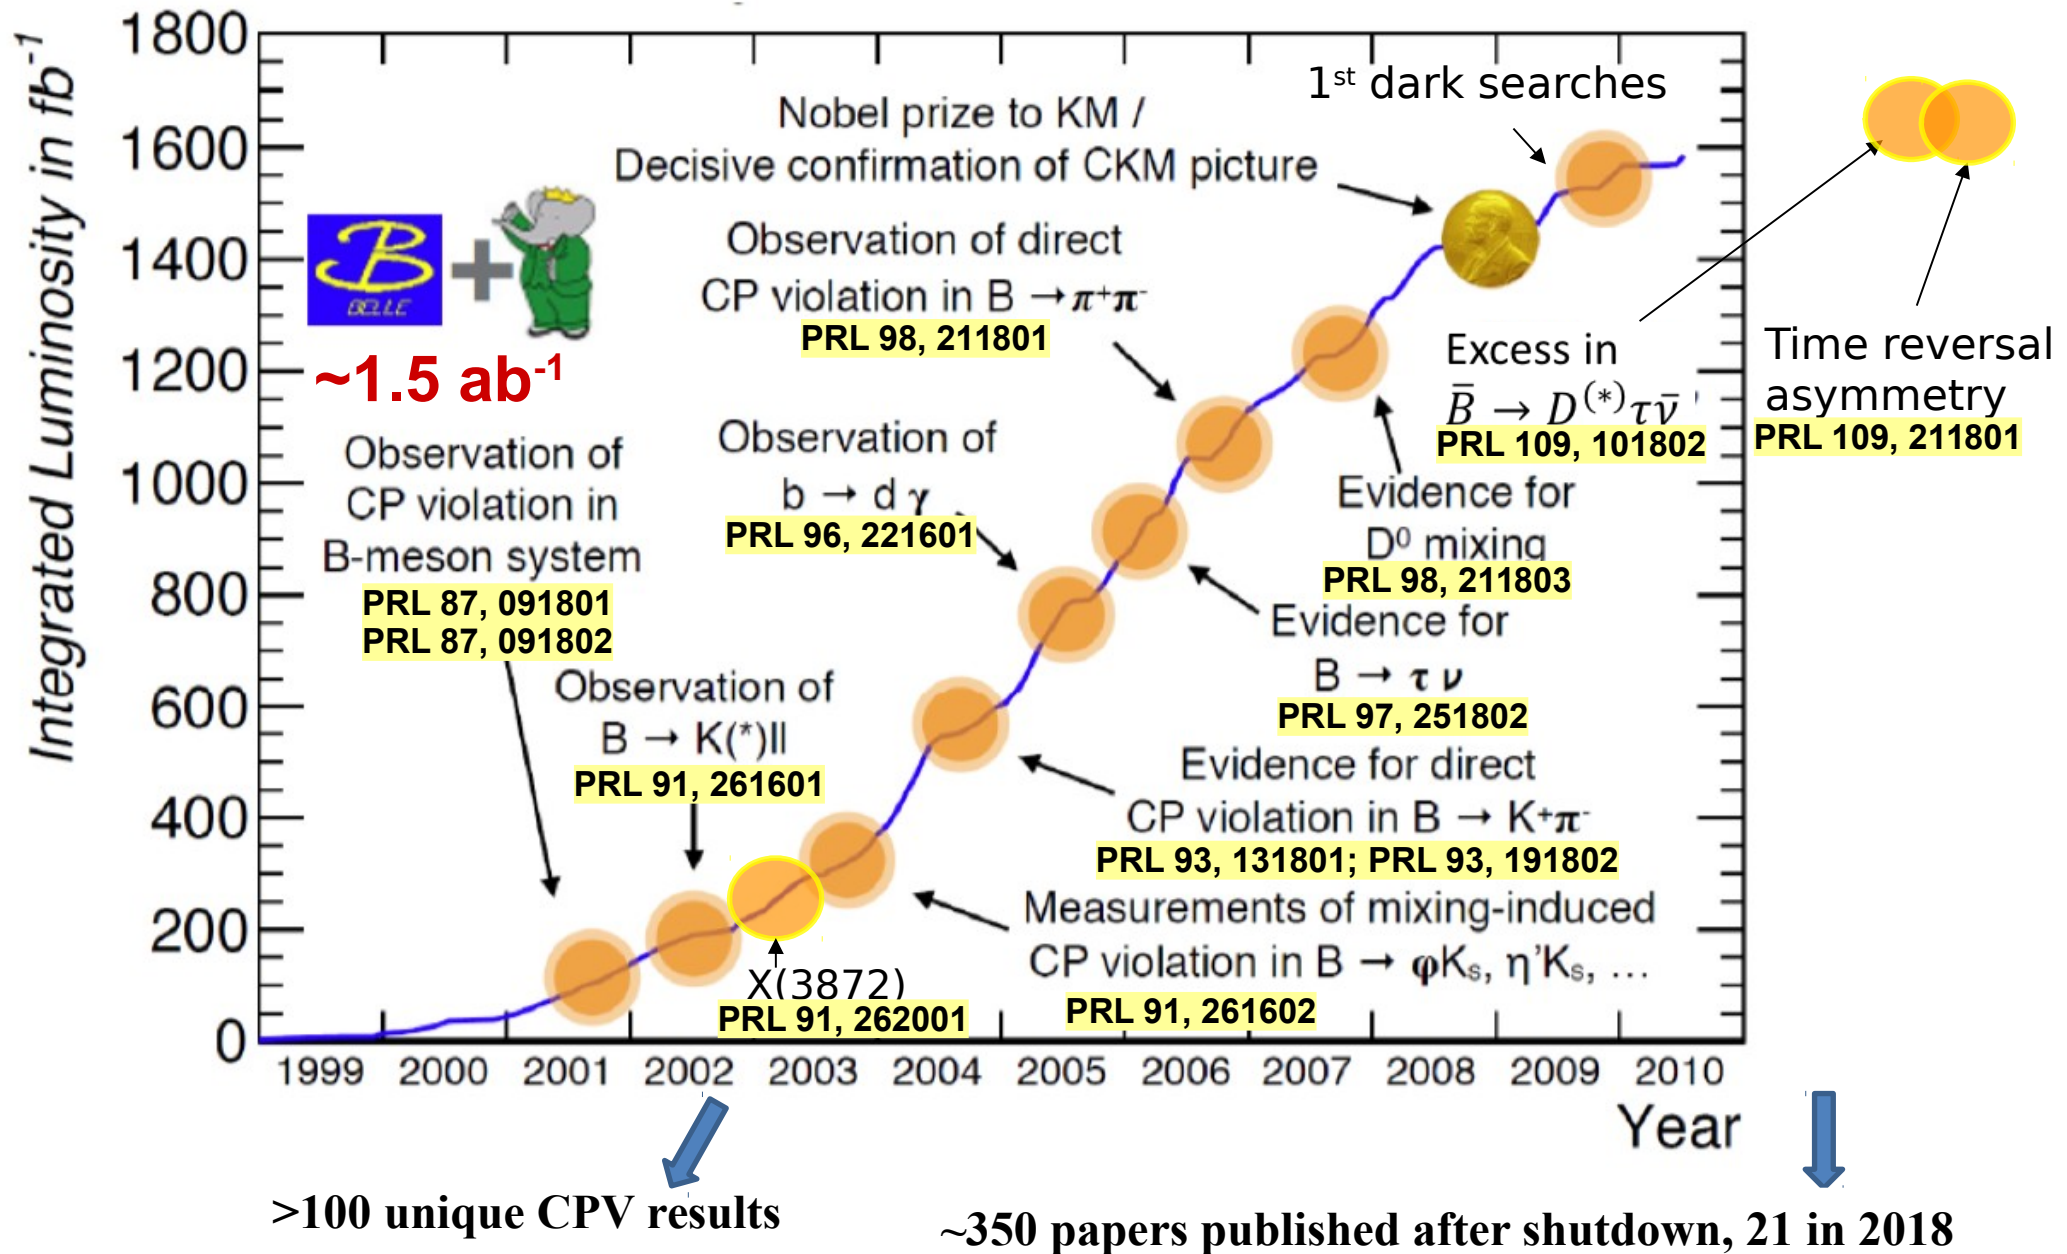 Integrated Luminosity in fb⁻¹
1800
1600
1400
1200
1000
800
600
400
200
0
1999 2000 2001 2002 2003 2004 2005 2006 2007 2008 2009 2010
Year
B
BELLE
+
~1.5 ab⁻¹
1ˢᵗ dark searches
Nobel prize to KM /
Decisive confirmation of CKM picture
Observation of direct
CP violation in B → π⁺π⁻
PRL 98, 211801
Observation of
b → d γ
PRL 96, 221601
Observation of
CP violation in
B-meson system
PRL 87, 091801
PRL 87, 091802
Observation of
B → K(*)ll
PRL 91, 261601
X(3872)
PRL 91, 262001
Excess in
B̄ → D⁽*⁾τν̄
PRL 109, 101802
Time reversal
asymmetry
PRL 109, 211801
Evidence for
D⁰ mixing
PRL 98, 211803
Evidence for
B → τ ν
PRL 97, 251802
Evidence for direct
CP violation in B → K⁺π⁻
PRL 93, 131801; PRL 93, 191802
Measurements of mixing-induced
CP violation in B → φKₛ, η’Kₛ, …
PRL 91, 261602
>100 unique CPV results
~350 papers published after shutdown, 21 in 2018